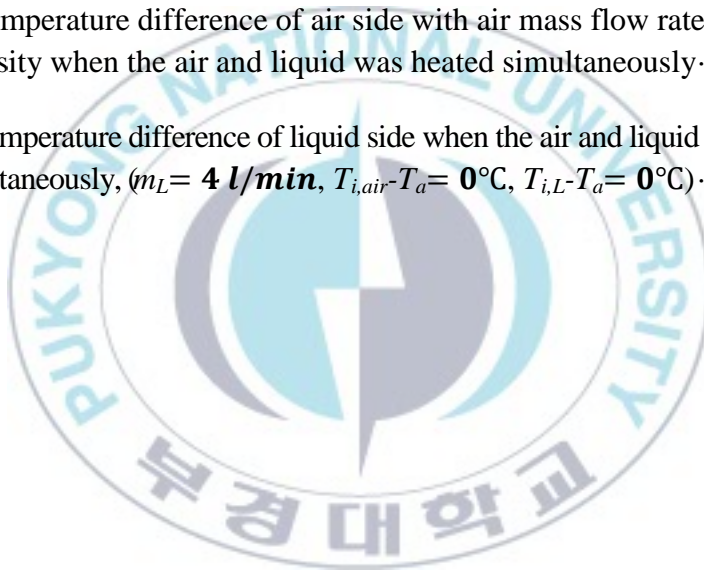 mperature difference of air side with air mass flow rate
sity when the air and liquid was heated simultaneously·
mperature difference of liquid side when the air and liquid
taneously, (m_L= 4 l/min, T_{i,air}-T_a= 0°C, T_{i,L}-T_a= 0°C)·
PUKYONG NATIONAL UNIVERSITY
부경대학교